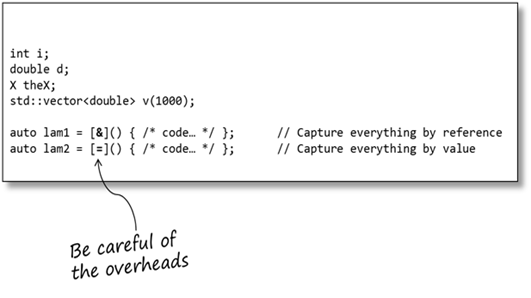 int i;
double d;
X theX;
std::vector<double> v(1000);
auto lam1 = [&]() { /* code… */ }; // Capture everything by reference
auto lam2 = [=]() { /* code… */ }; // Capture everything by value
Be careful of
the overheads